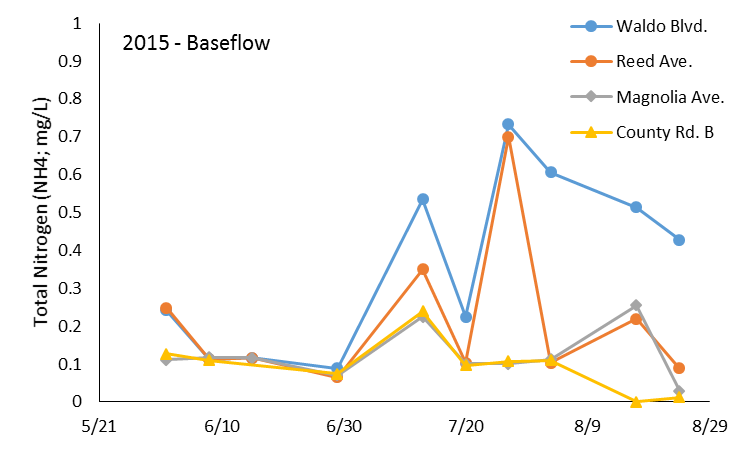 2015 - Baseflow
Total Nitrogen (NH4; mg/L)
1
0.9
0.8
0.7
0.6
0.5
0.4
0.3
0.2
0.1
0
5/21
6/10
6/30
7/20
8/9
8/29
Waldo Blvd.
Reed Ave.
Magnolia Ave.
County Rd. B